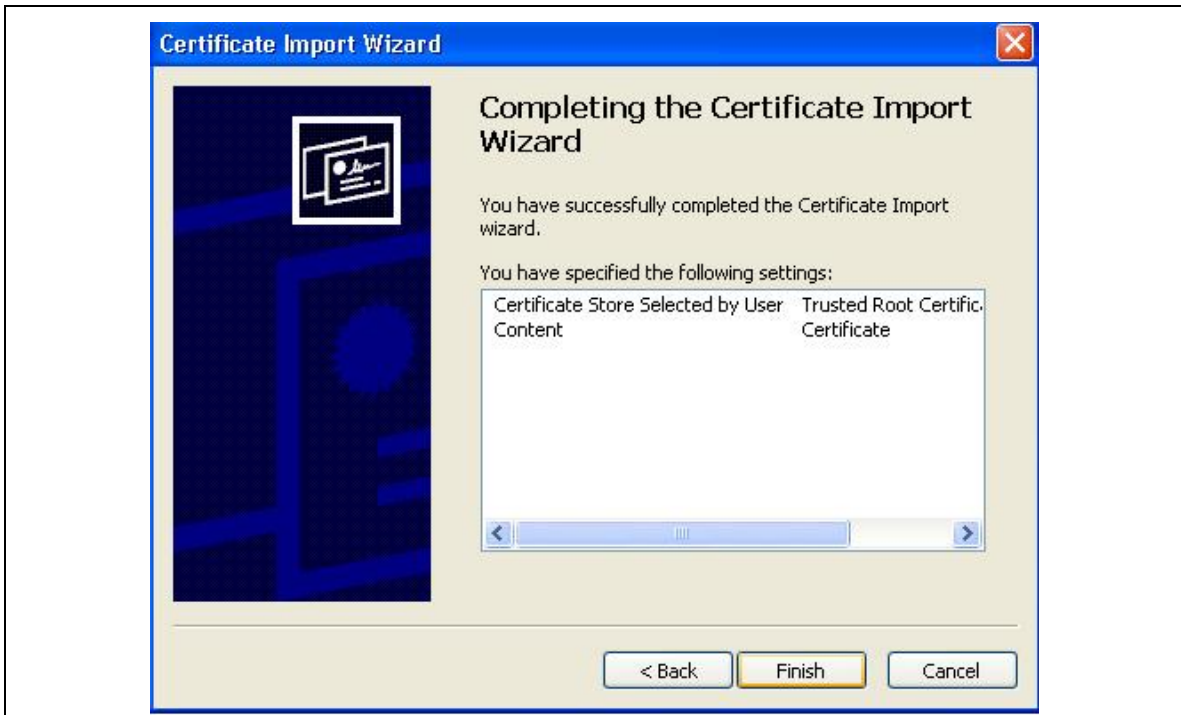 Certificate Import Wizard
Completing the Certificate Import
Wizard
You have successfully completed the Certificate Import
wizard.
You have specified the following settings:
Certificate Store Selected by User Trusted Root Certific
Content Certificate
< Back Finish Cancel